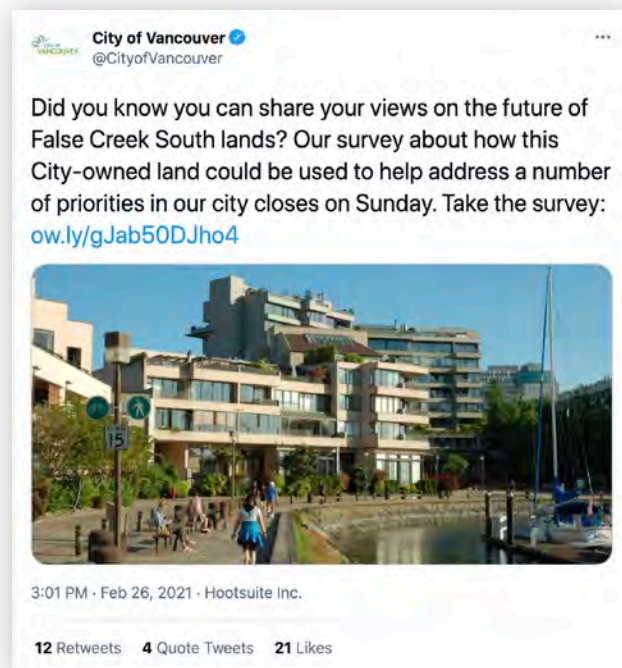 CITY OF
VANCOUVER
City of Vancouver
@CityofVancouver
Did you know you can share your views on the future of
False Creek South lands? Our survey about how this
City-owned land could be used to help address a number
of priorities in our city closes on Sunday. Take the survey:
ow.ly/gJab50DJho4
15
3:01 PM · Feb 26, 2021 · Hootsuite Inc.
12 Retweets 4 Quote Tweets 21 Likes